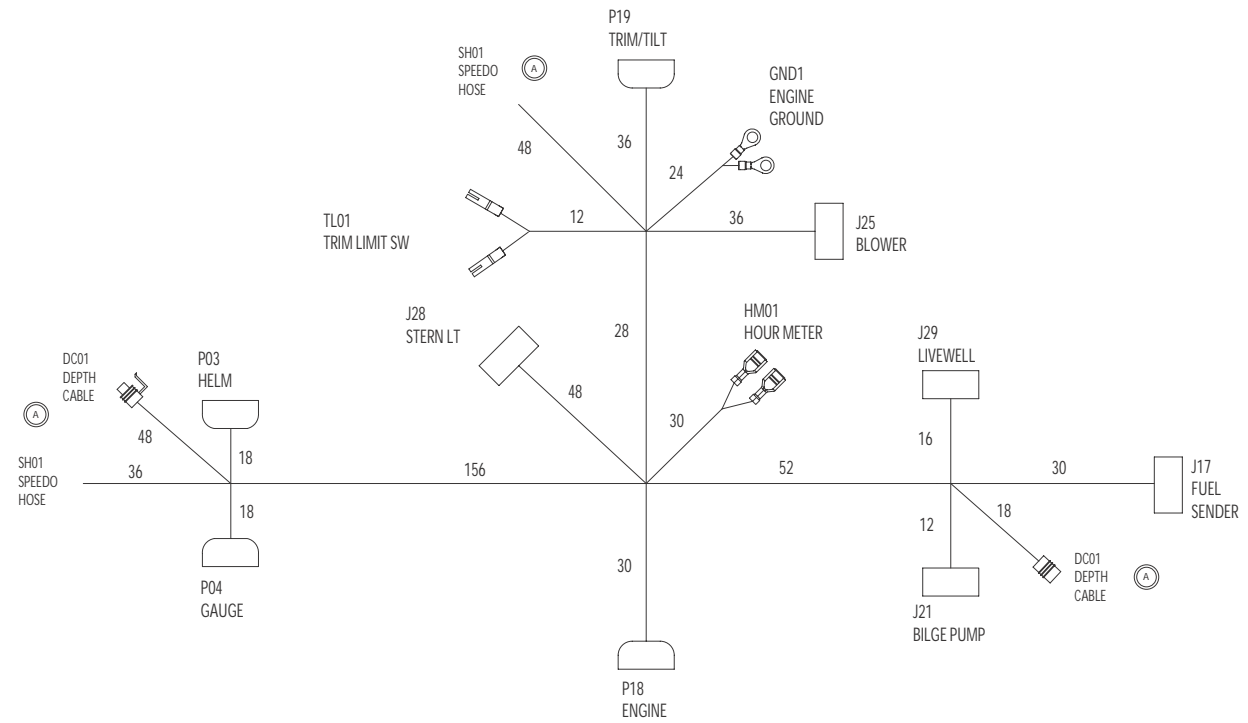 P19
TRIM/TILT
SH01
SPEEDO
HOSE
A
GND1
ENGINE
GROUND
48
36
24
TL01
TRIM LIMIT SW
12
36
J25
BLOWER
J28
STERN LT
28
HM01
HOUR METER
J29
LIVEWELL
DC01
DEPTH
CABLE
P03
HELM
A
48
30
48
18
16
SH01
SPEEDO
HOSE
36
156
52
30
J17
FUEL
SENDER
18
12
18
30
P04
GAUGE
DC01
DEPTH
CABLE
A
J21
BILGE PUMP
P18
ENGINE